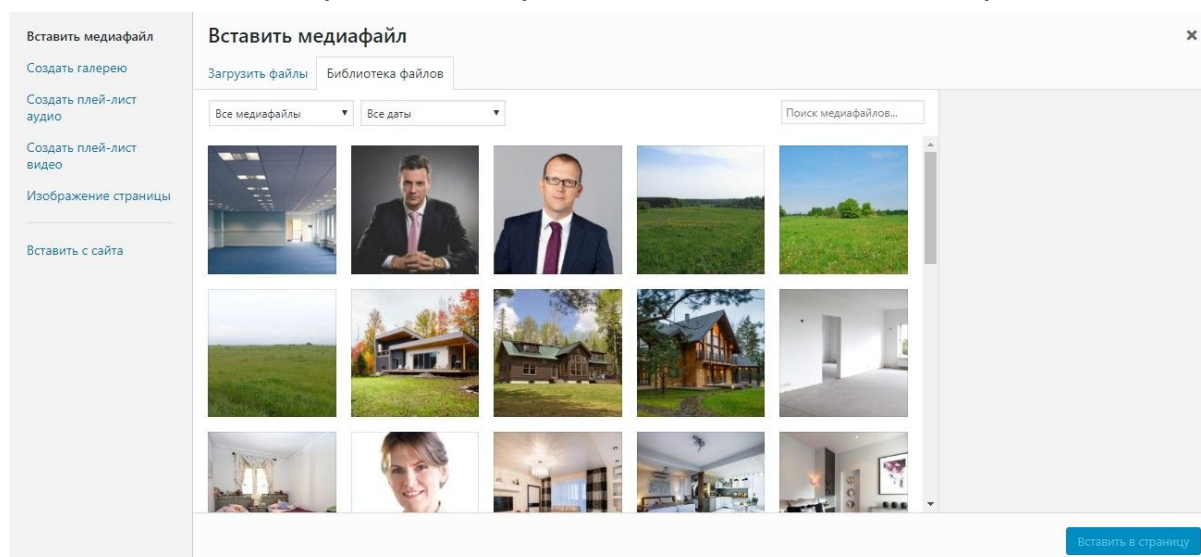 Вставить медиафайл
Создать галерею
Создать плей-лист
аудио
Создать плей-лист
видео
Изображение страницы
Вставить с сайта
Вставить медиафайл
Загрузить файлы
Библиотека файлов
Все медиафайлы
Все даты
Поиск медиафайлов...
Вставить в страницу